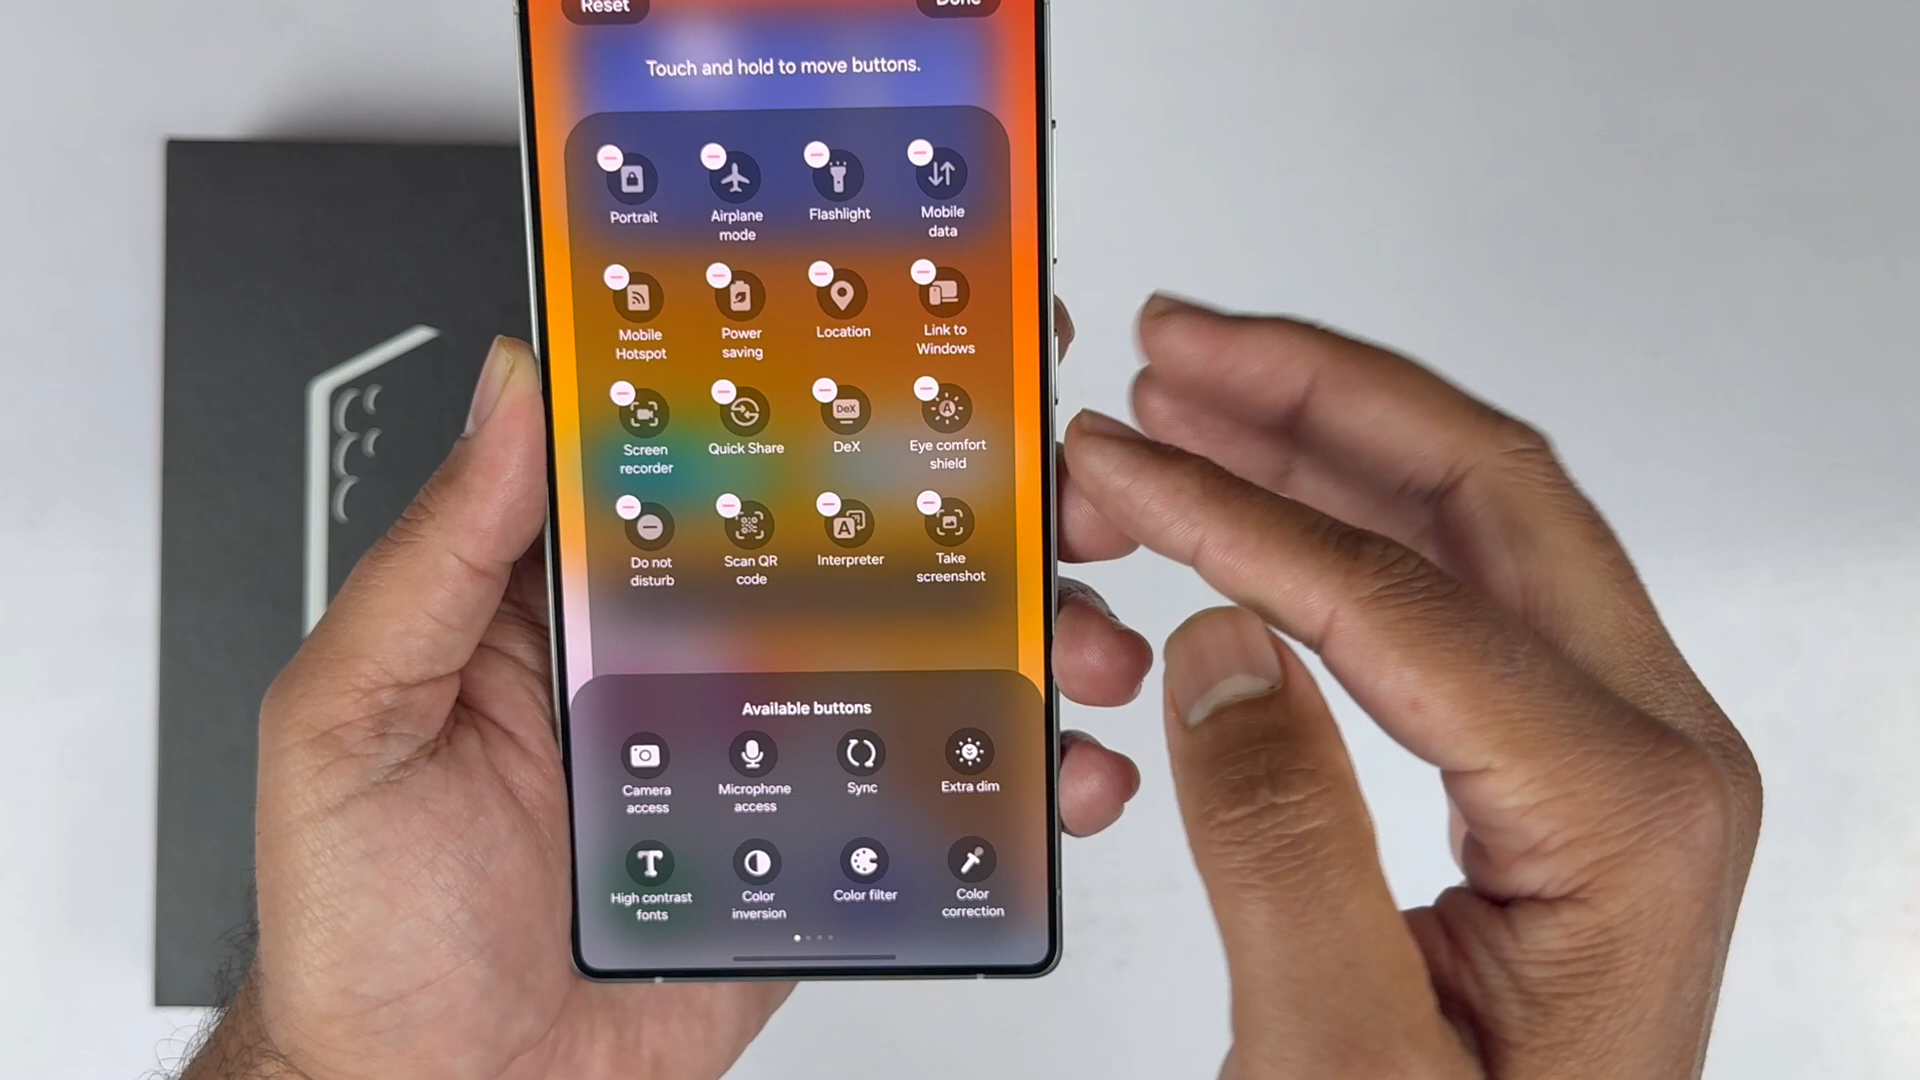 Reset
Done
Touch and hold to move buttons.
Portrait
Airplane
mode
Flashlight
Mobile
data
Mobile
Hotspot
Power
saving
Location
Link to
Windows
Screen
recorder
Quick Share
DeX
DeX
Eye comfort
shield
Do not
disturb
Scan QR
code
Interpreter
Take
screenshot
Available buttons
Camera
access
Microphone
access
Sync
Extra dim
High contrast
fonts
Color
inversion
Color filter
Color
correction